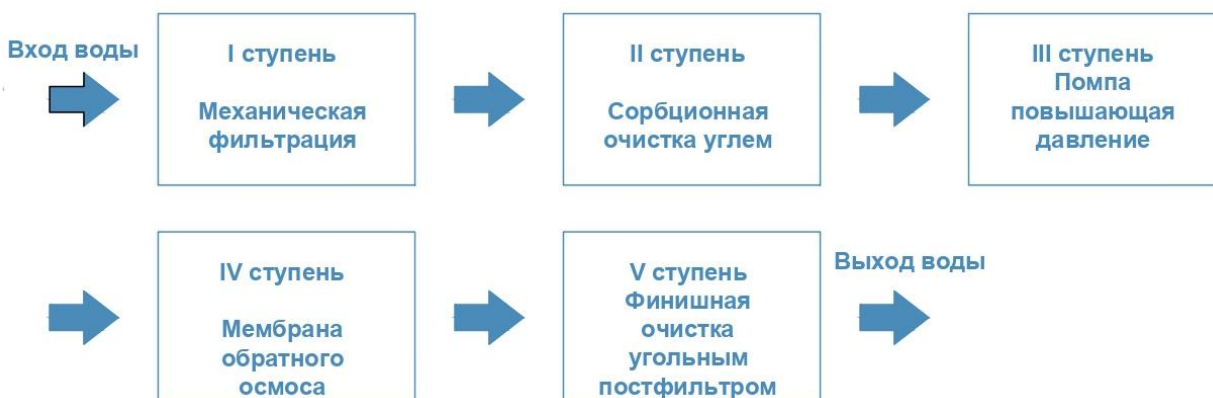 Вход воды
I ступень
Механическая
фильтрация
II ступень
Сорбционная
очистка углем
III ступень
Помпа
повышающая
давление
IV ступень
Мембрана
обратного
осмоса
V ступень
Финишная
очистка
угольным
постфильтром
Выход воды